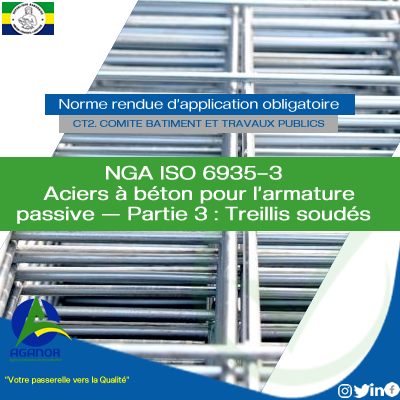 Norme rendue d'application obligatoire
CT2. COMITE BATIMENT ET TRAVAUX PUBLICS
NGA ISO 6935-3
Aciers à béton pour l'armature
passive — Partie 3 : Treillis soudés
AGANOR
"Votre passerelle vers la Qualité"